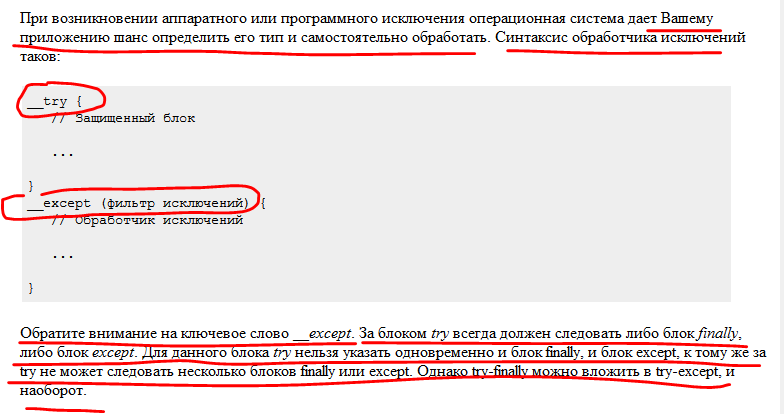 При возникновении аппаратного или программного исключения операционная система дает Вашему
приложению шанс определить его тип и самостоятельно обработать. Синтаксис обработчика исключений
таков:
__try {
// Защищенный блок
...
}
__except (фильтр исключений) {
// Обработчик исключений
...
}
Обратите внимание на ключевое слово __except. За блоком try всегда должен следовать либо блок finally,
либо блок except. Для данного блока try нельзя указать одновременно и блок finally, и блок except, к тому же за
try не может следовать несколько блоков finally или except. Однако try-finally можно вложить в try-except, и
наоборот.